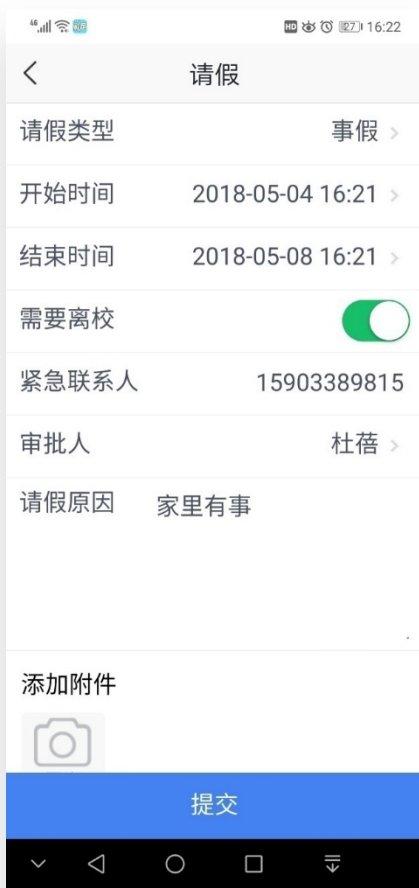 46 HD 27 16:22
请假
请假类型 事假
开始时间 2018-05-04 16:21
结束时间 2018-05-08 16:21
需要离校
紧急联系人 15903389815
审批人 杜蓓
请假原因 家里有事
添加附件
提交